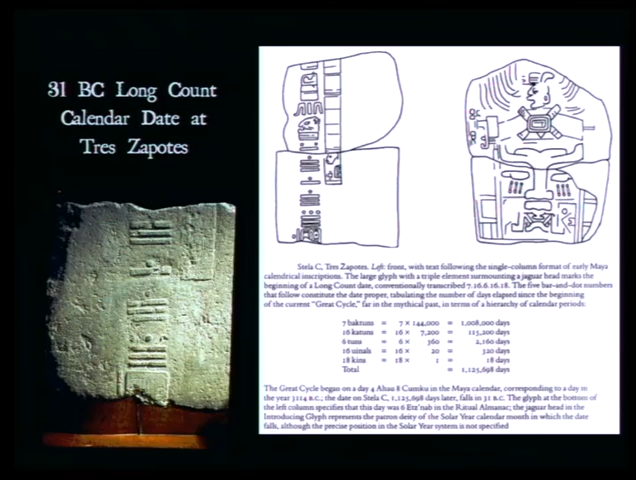 31 BC Long Count
Calendar Date at
Tres Zapotes
Stela C, Tres Zapotes. Left: front, with text following the single-column format of early Maya
calendrical inscriptions. The large glyph with a triple element surmounting a jaguar head marks the
beginning of a Long Count date, conventionally transcribed 7.16.6.16.18. The five bar-and-dot numbers
that follow constitute the date proper, tabulating the number of days elapsed since the beginning
of the current "Great Cycle," far in the mythical past, in terms of a hierarchy of calendar periods:
7 baktuns = 7 × 144,000 = 1,008,000 days
16 katuns = 16 × 7,200 = 115,200 days
6 tuns = 6 × 360 = 2,160 days
16 uinals = 16 × 20 = 320 days
18 kins = 18 × 1 = 18 days
Total = 1,125,698 days
The Great Cycle began on a day 4 Ahau 8 Cumku in the Maya calendar, corresponding to a day in
the year 3114 B.C.; the date on Stela C, 1,125,698 days later, falls in 31 B.C. The glyph at the bottom of
the left column specifies that this day was 6 Etz'nab in the Ritual Almanac; the jaguar head in the
Introducing Glyph represents the patron deity of the Solar Year calendar month in which the date
falls, although the precise position in the Solar Year system is not specified